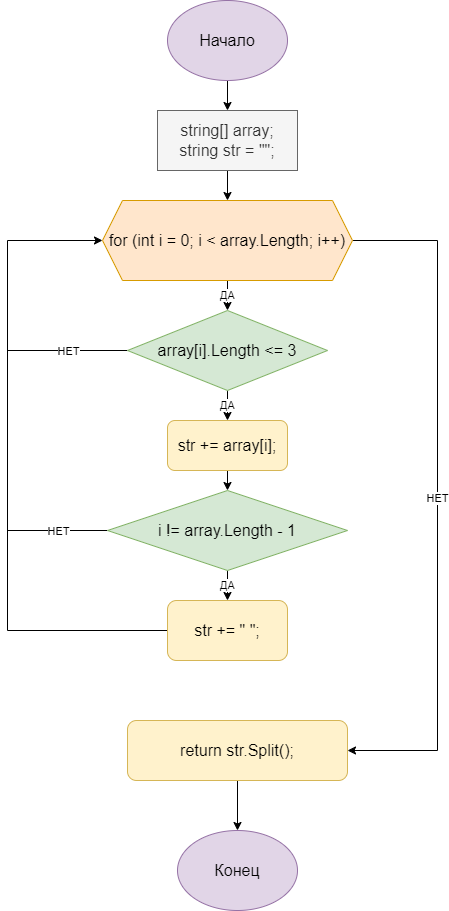 Начало
string[] array;
string str = "";
for (int i = 0; i < array.Length; i++)
ДА
array[i].Length <= 3
НЕТ
ДА
str += array[i];
НЕТ
i != array.Length - 1
НЕТ
ДА
str += " ";
return str.Split();
Конец